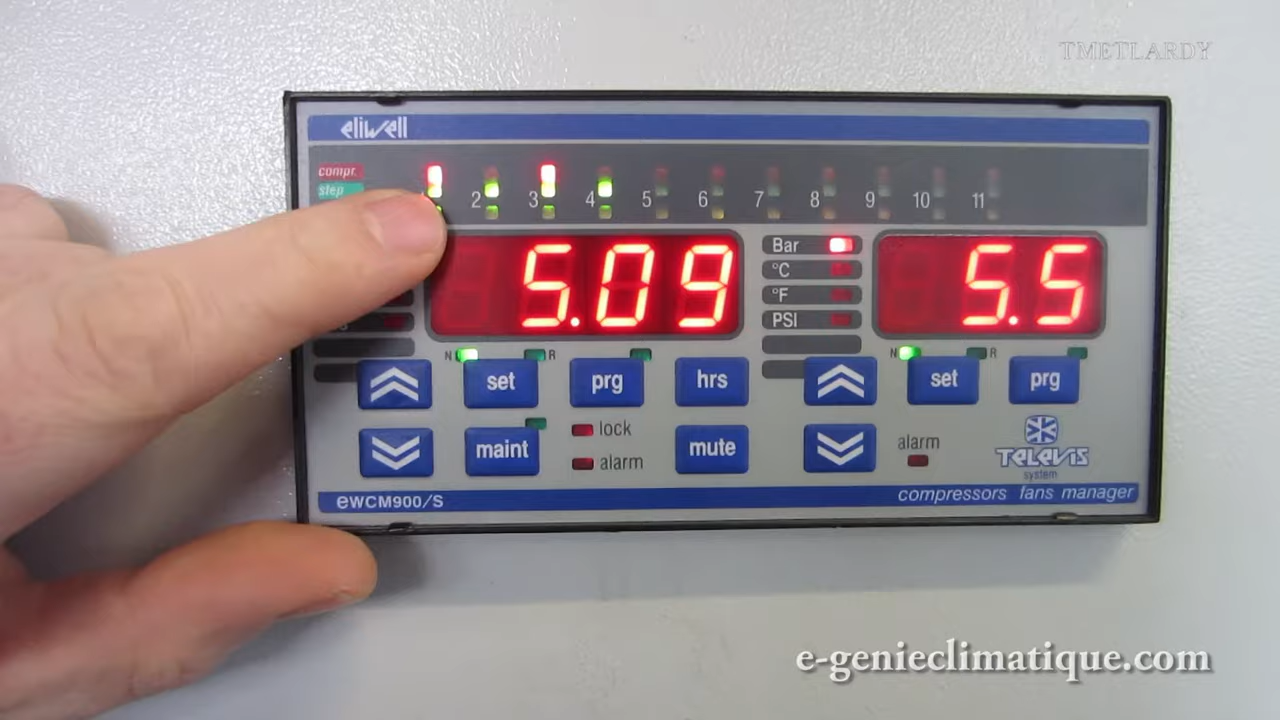 TMETLARDY
eliwell
compr.
step
2 3 4 5 6 7 8 9 10 11
5.09
Bar
°C
°F
PSI
5.5
N R
N R
set prg hrs
set prg
maint
lock
alarm
mute
alarm
TELEVIS
system
eWCM900/S
compressors fans manager
e-genieclimatique.com